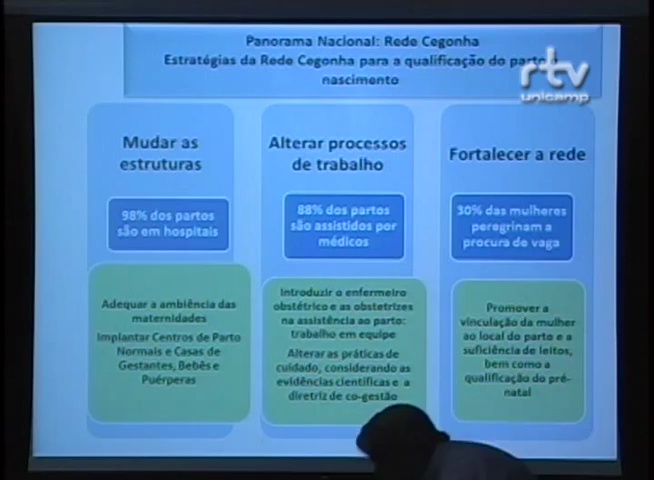 Panorama Nacional: Rede Cegonha
Estratégias da Rede Cegonha para a qualificação do parto e
nascimento
rtv
unicamp
Mudar as
estruturas
98% dos partos
são em hospitais
Adequar a ambiência das
maternidades
Implantar Centros de Parto
Normais e Casas de
Gestantes, Bebês e
Puérperas
Alterar processos
de trabalho
88% dos partos
são assistidos por
médicos
Introduzir o enfermeiro
obstétrico e as obstetrizes
na assistência ao parto:
trabalho em equipe
Alterar as práticas de
cuidado, considerando as
evidências científicas e a
diretriz de co-gestão
Fortalecer a rede
30% das mulheres
peregrinam a
procura de vaga
Promover a
vinculação da mulher
ao local do parto e a
suficiência de leitos,
bem como a
qualificação do pré-
natal